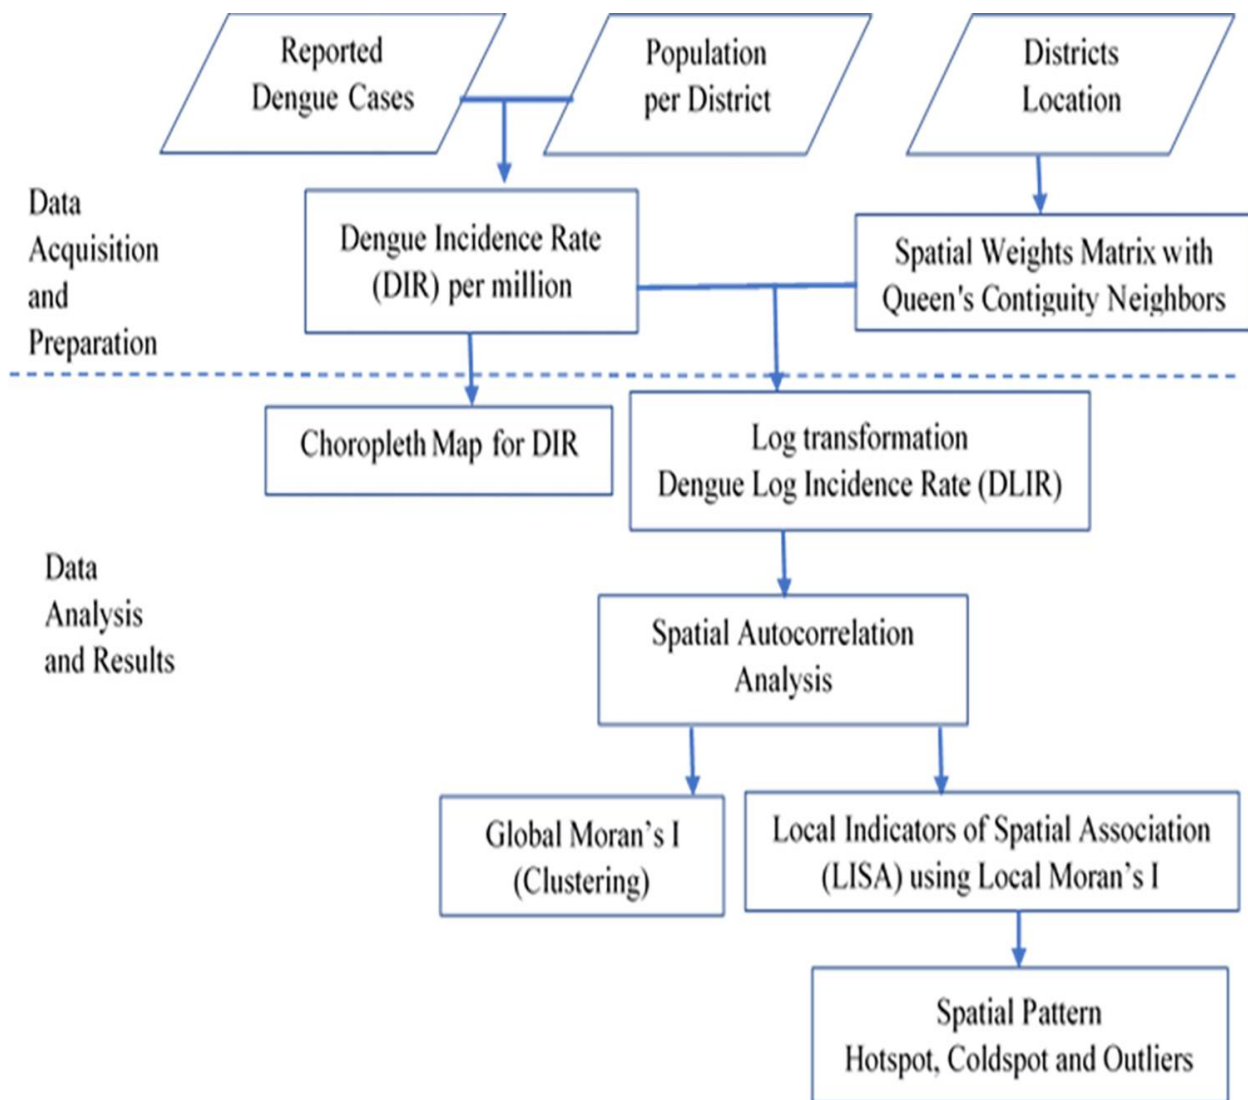 Reported
Dengue Cases
Population
per District
Districts
Location
Data
Acquisition
and
Preparation
Dengue Incidence Rate
(DIR) per million
Spatial Weights Matrix with
Queen's Contiguity Neighbors
Choropleth Map for DIR
Log transformation
Dengue Log Incidence Rate (DLIR)
Data
Analysis
and Results
Spatial Autocorrelation
Analysis
Global Moran’s I
(Clustering)
Local Indicators of Spatial Association
(LISA) using Local Moran’s I
Spatial Pattern
Hotspot, Coldspot and Outliers